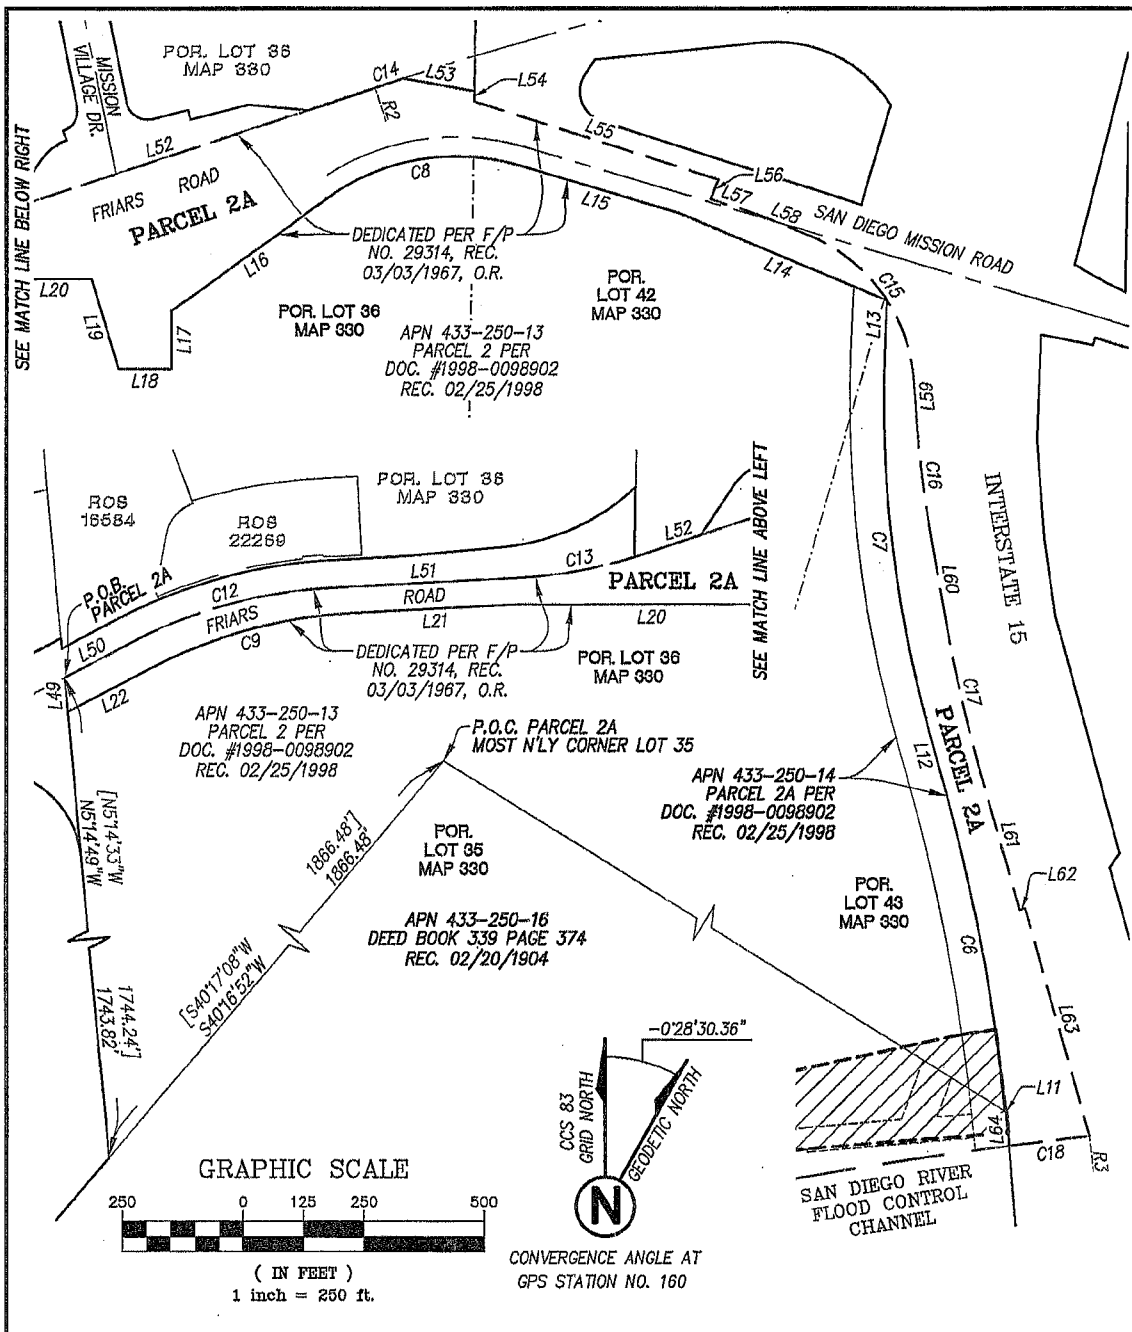 POR. LOT 36
MAP 330
MISSION
VILLAGE DR.
C14
L53
L54
R2
L52
L55
L56
L57
L58
SAN DIEGO MISSION ROAD
SEE MATCH LINE BELOW RIGHT
FRIARS ROAD
PARCEL 2A
C8
L15
DEDICATED PER F/P
NO. 29314, REC.
03/03/1967, O.R.
L16
L14
C15
L13
L20
L19
L17
L18
POR. LOT 36
MAP 330
POR.
LOT 42
MAP 330
APN 433-250-13
PARCEL 2 PER
DOC. #1998-0098902
REC. 02/25/1998
L59
C16
INTERSTATE 15
C7
L60
C17
PARCEL 2A
L12
L61
L62
C6
L63
ROS
16584
ROS
22269
POR. LOT 36
MAP 330
SEE MATCH LINE ABOVE LEFT
L52
P.O.B.
PARCEL 2A
C12
L51
C13
PARCEL 2A
L50
FRIARS ROAD
C9
L21
L20
L49
L22
DEDICATED PER F/P
NO. 29314, REC.
03/03/1967, O.R.
POR. LOT 36
MAP 330
APN 433-250-13
PARCEL 2 PER
DOC. #1998-0098902
REC. 02/25/1998
P.O.C. PARCEL 2A
MOST N'LY CORNER LOT 35
APN 433-250-14
PARCEL 2A PER
DOC. #1998-0098902
REC. 02/25/1998
[N5°14'33"W
N5°14'49"W
1744.24']
1743.82'
1866.48']
1866.48'
[S40°17'08"W
S40°16'52"W
POR.
LOT 35
MAP 330
APN 433-250-16
DEED BOOK 339 PAGE 374
REC. 02/20/1904
POR.
LOT 43
MAP 330
-0°28'30.36"
CCS 83
GRID NORTH
GEODETIC NORTH
N
CONVERGENCE ANGLE AT
GPS STATION NO. 160
L11
L64
C18
R3
SAN DIEGO RIVER
FLOOD CONTROL
CHANNEL
GRAPHIC SCALE
250 0 125 250 500
( IN FEET )
1 inch = 250 ft.